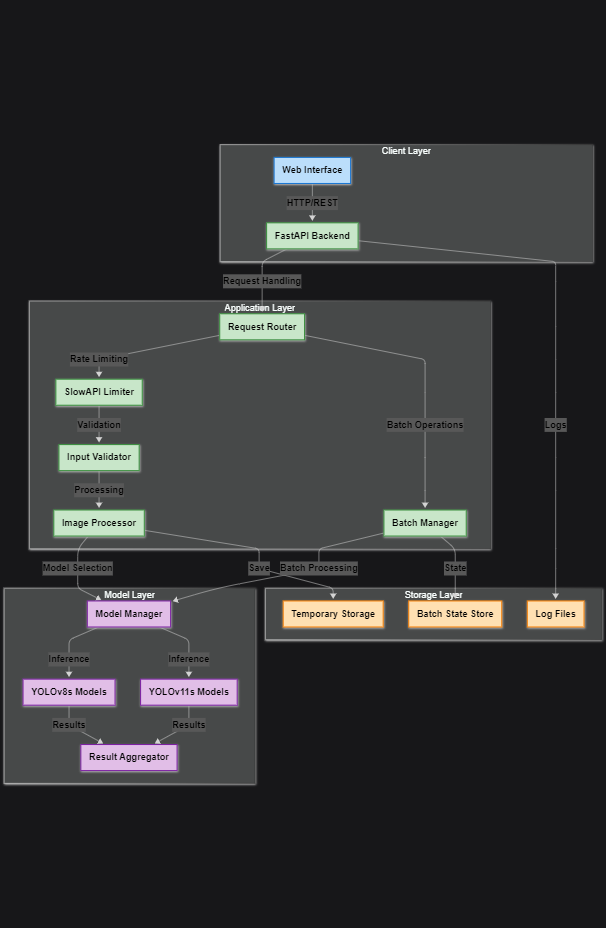 Client Layer
Web Interface
HTTP/REST
FastAPI Backend
Request Handling
Application Layer
Request Router
Rate Limiting
SlowAPI Limiter
Validation
Batch Operations
Logs
Input Validator
Processing
Image Processor
Batch Manager
Model Selection
Save
Batch Processing
State
Model Layer
Storage Layer
Model Manager
Temporary Storage
Batch State Store
Log Files
Inference
Inference
YOLOv8s Models
YOLOv11s Models
Results
Results
Result Aggregator